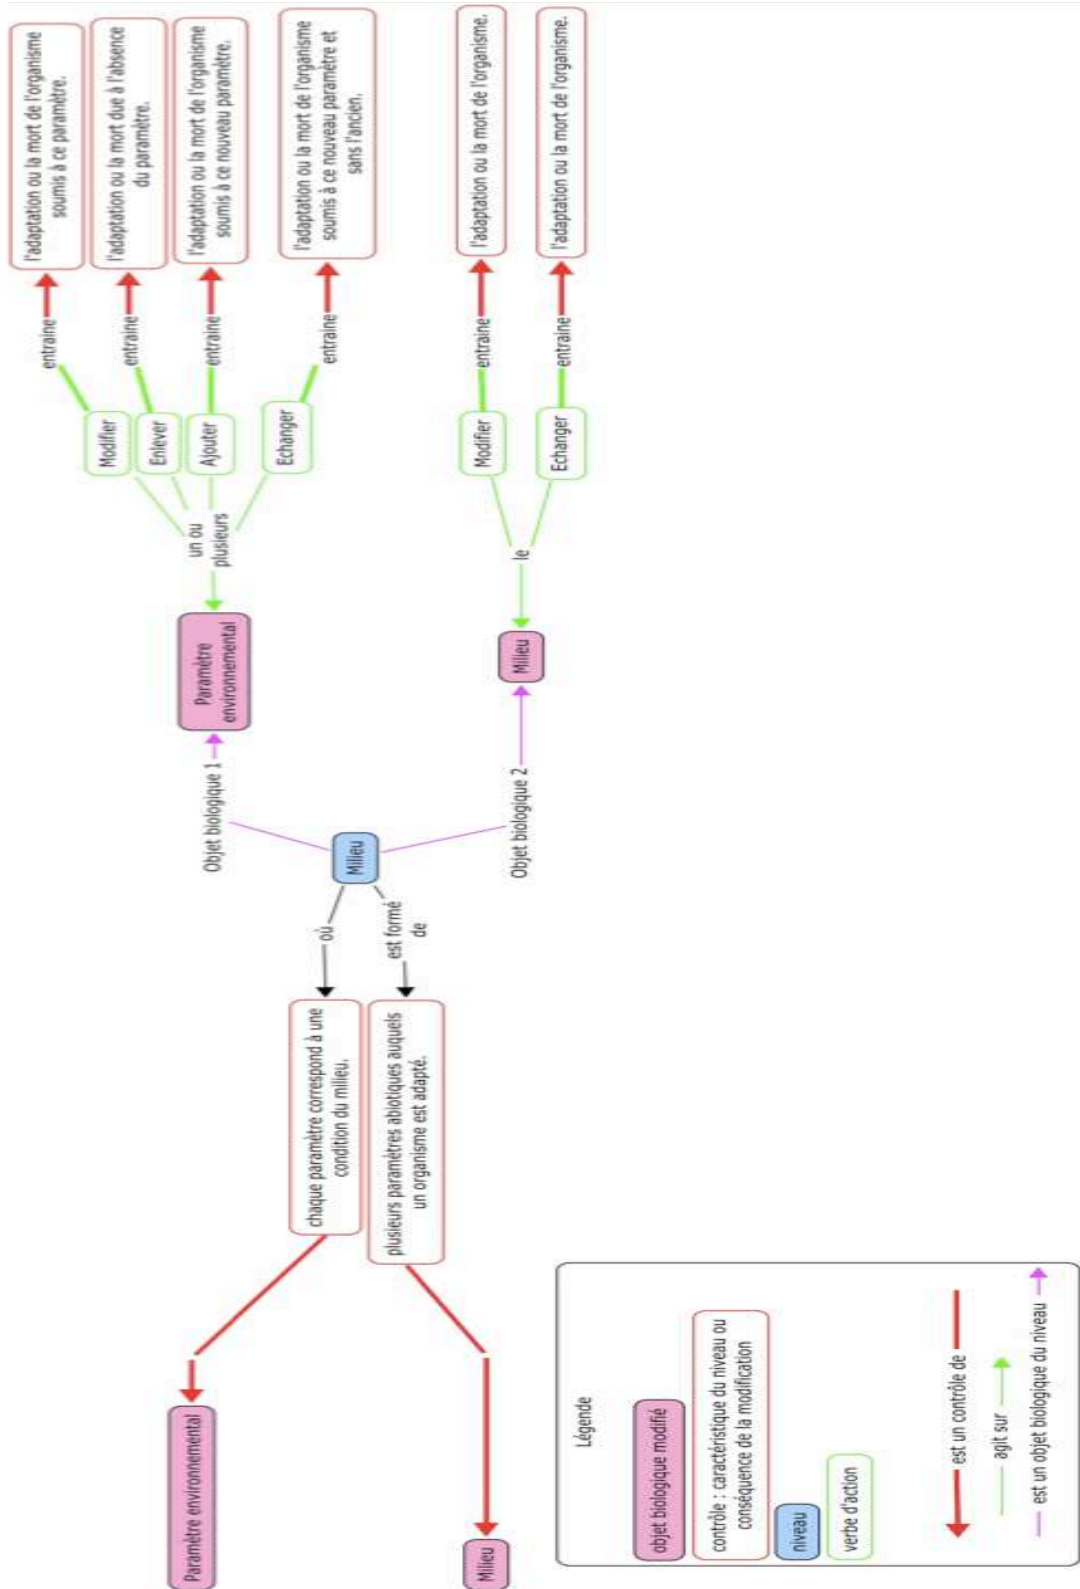 Paramètre environnemental
Milieu
chaque paramètre correspond à une
condition du milieu.
plusieurs paramètres abiotiques auquels
un organisme est adapté.
où
est formé
de
Milieu
Objet biologique 1
Objet biologique 2
Paramètre
environnemental
Milieu
un ou
plusieurs
le
Modifier
Enlever
Ajouter
Echanger
Modifier
Echanger
entraine
entraine
entraine
entraine
entraine
entraine
l'adaptation ou la mort de l'organisme
soumis à ce paramètre.
l'adaptation ou la mort due à l'absence
du paramètre.
l'adaptation ou la mort de l'organisme
soumis à ce nouveau paramètre.
l'adaptation ou la mort de l'organisme
soumis à ce nouveau paramètre et
sans l'ancien.
l'adaptation ou la mort de l'organisme.
l'adaptation ou la mort de l'organisme.
Légende
objet biologique modifié
contrôle : caractéristique du niveau ou
conséquence de la modification
niveau
verbe d'action
est un contrôle de
agit sur
est un objet biologique du niveau